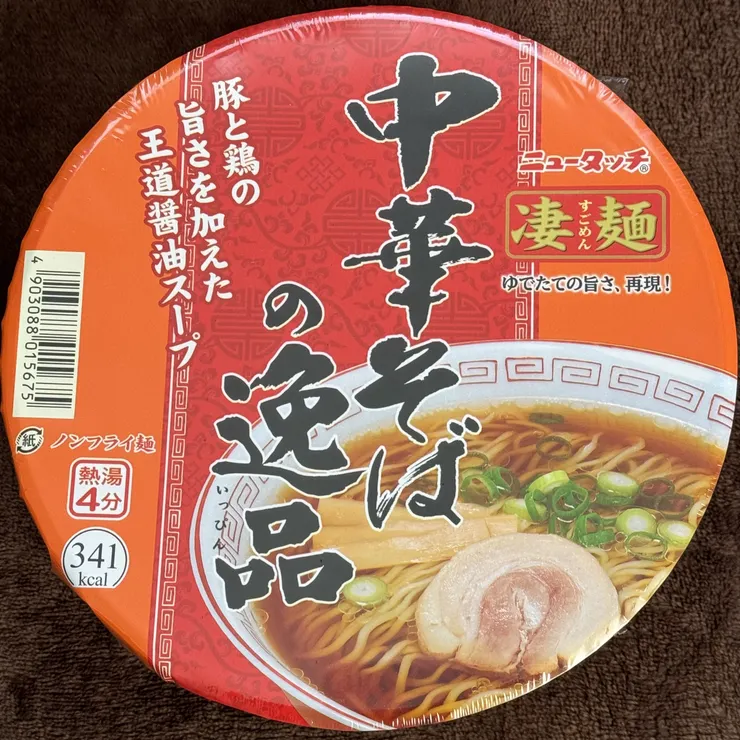 中華そば
の逸品
いっぴん
豚と鶏の
旨さを加えた
王道醤油スープ
ニュータッチ®
凄麺
すごめん
ゆでたての旨さ、再現!
4903088015675
紙
ノンフライ麺
熱湯
4分
341
kcal